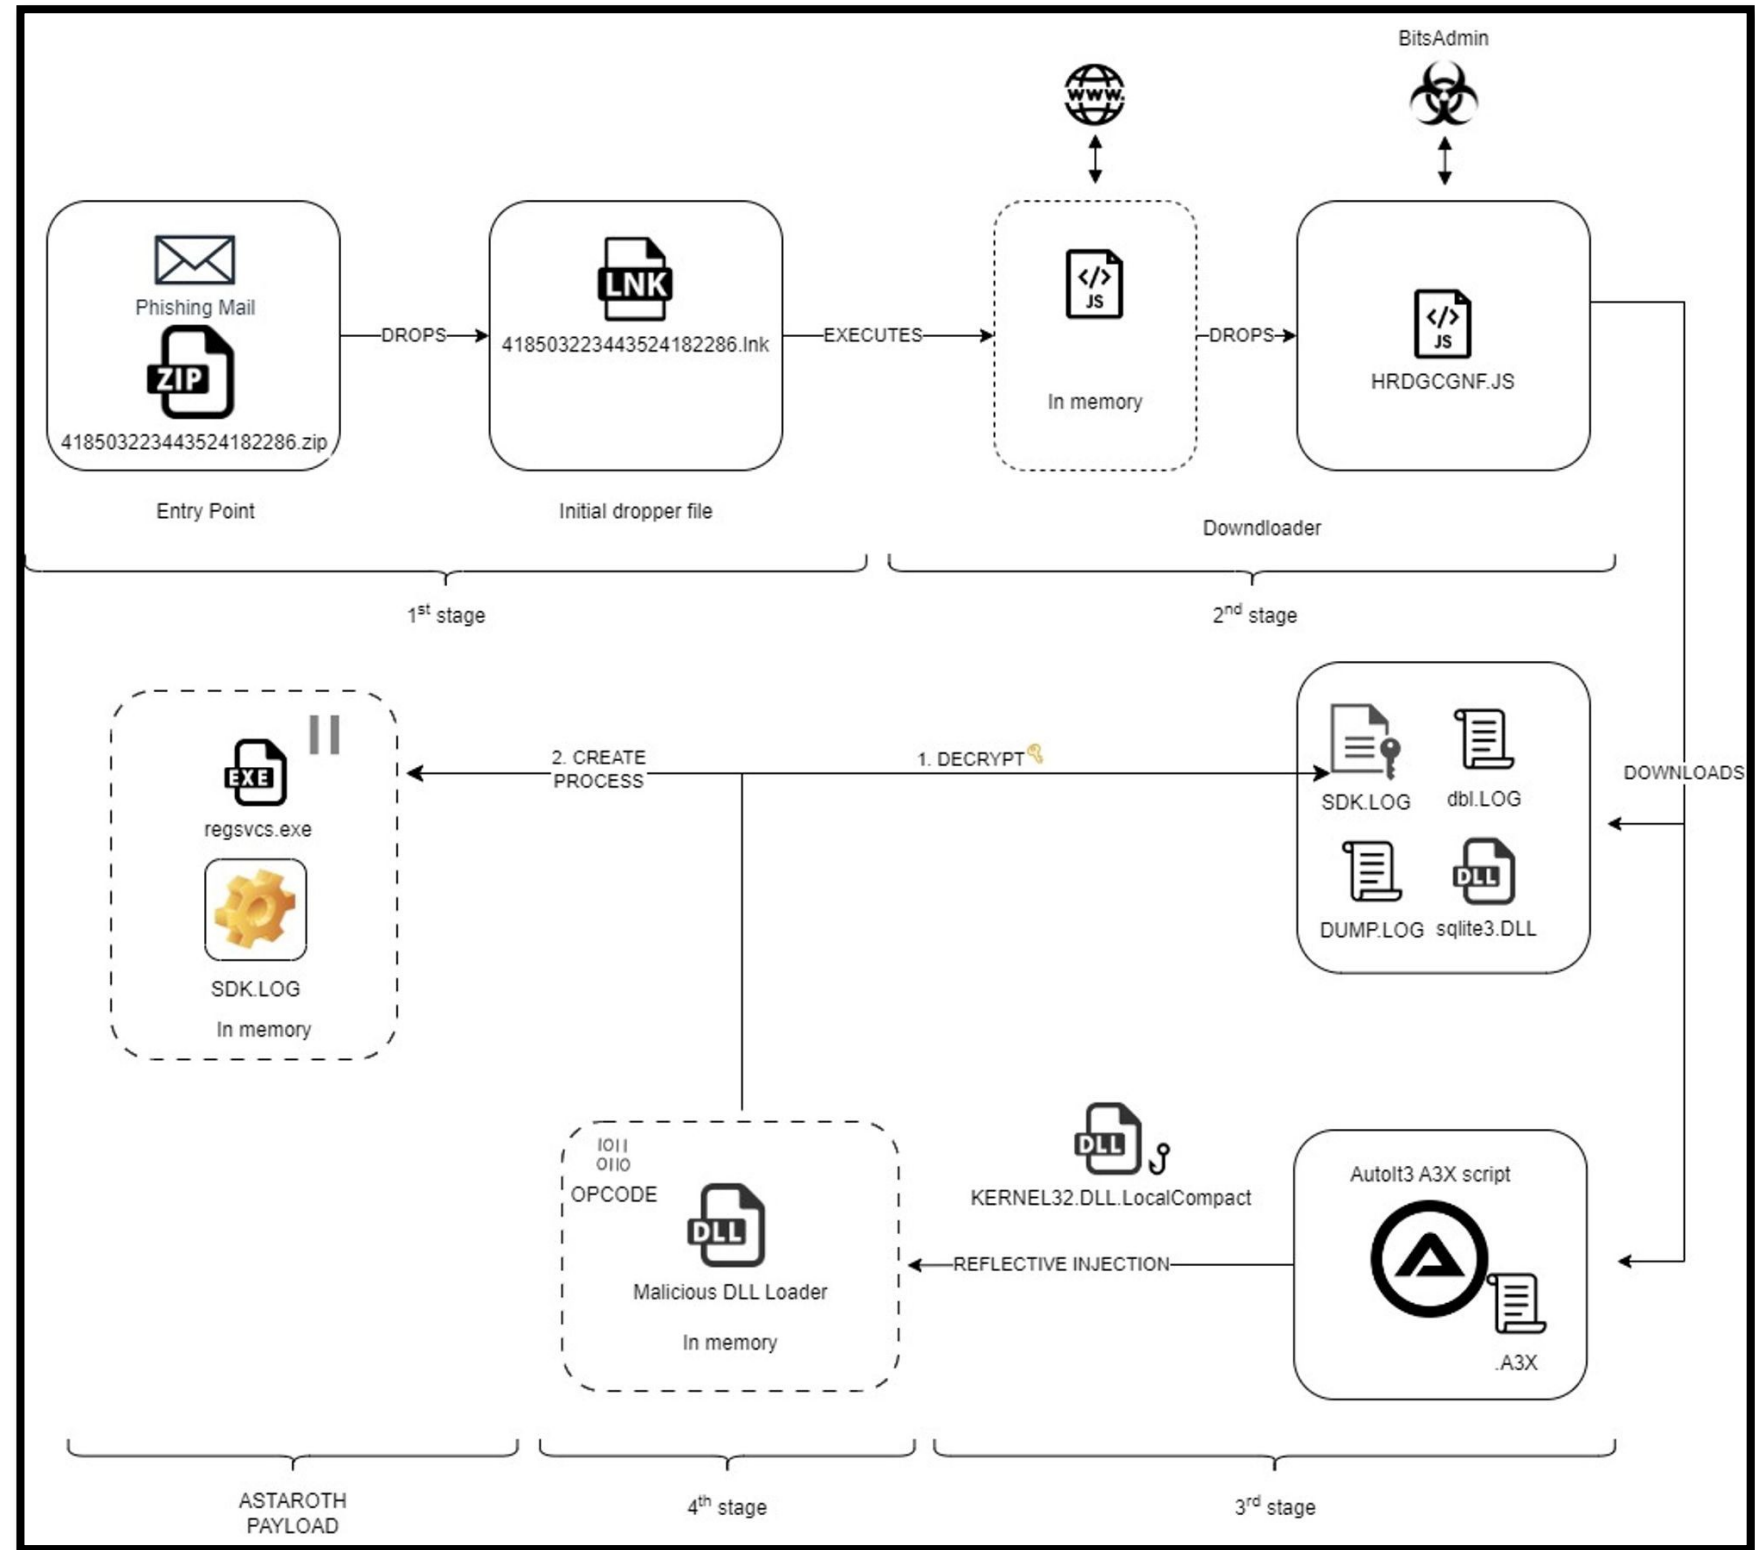 BitsAdmin
www.
Phishing Mail
ZIP
418503223443524182286.zip
DROPS
LNK
418503223443524182286.lnk
EXECUTES
</>
JS
In memory
DROPS
</>
JS
HRDGCGNF.JS
Entry Point
Initial dropper file
Downdloader
1st stage
2nd stage
EXE
regsvcs.exe
SDK.LOG
In memory
2. CREATE
PROCESS
1. DECRYPT
SDK.LOG
dbl.LOG
DUMP.LOG
DLL
sqlite3.DLL
DOWNLOADS
1011
0110
OPCODE
DLL
Malicious DLL Loader
In memory
DLL
KERNEL32.DLL.LocalCompact
REFLECTIVE INJECTION
AutoIt3 A3X script
.A3X
ASTAROTH
PAYLOAD
4th stage
3rd stage